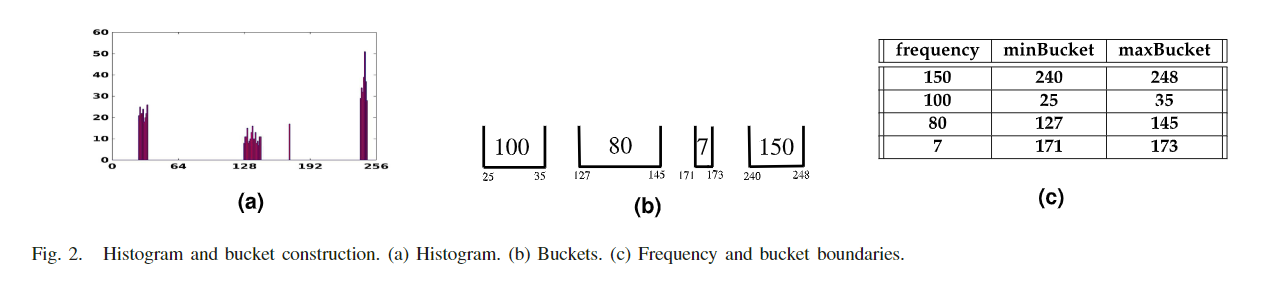 60
50
40
30
20
10
0
0 64 128 192 256
(a)
100 80 7 150
25 35 127 145 171 173 240 248
(b)
frequency minBucket maxBucket
150 240 248
100 25 35
80 127 145
7 171 173
(c)
Fig. 2. Histogram and bucket construction. (a) Histogram. (b) Buckets. (c) Frequency and bucket boundaries.